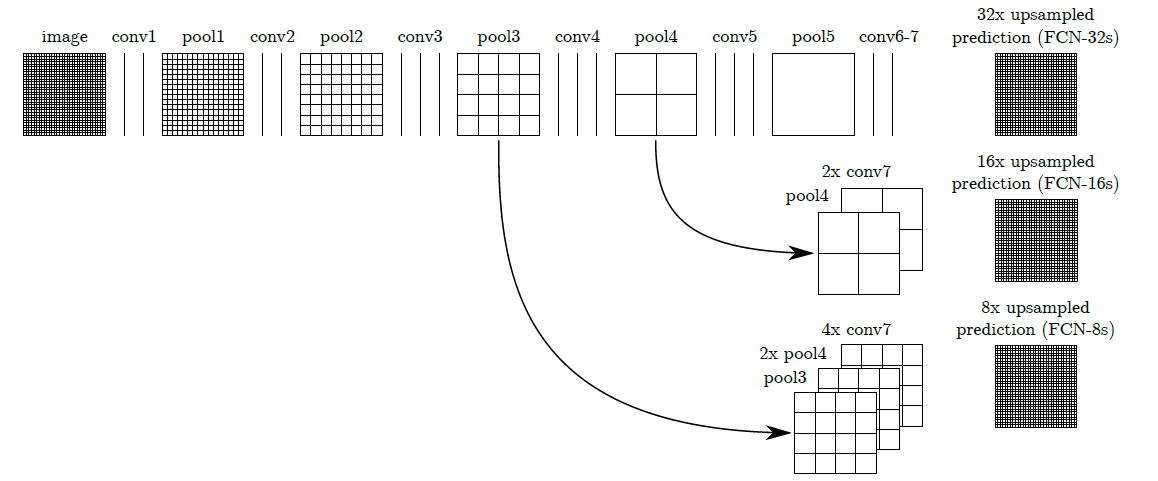 image conv1 pool1 conv2 pool2 conv3 pool3 conv4 pool4 conv5 pool5 conv6-7
32x upsampled
prediction (FCN-32s)
16x upsampled
prediction (FCN-16s)
2x conv7
pool4
8x upsampled
prediction (FCN-8s)
4x conv7
2x pool4
pool3